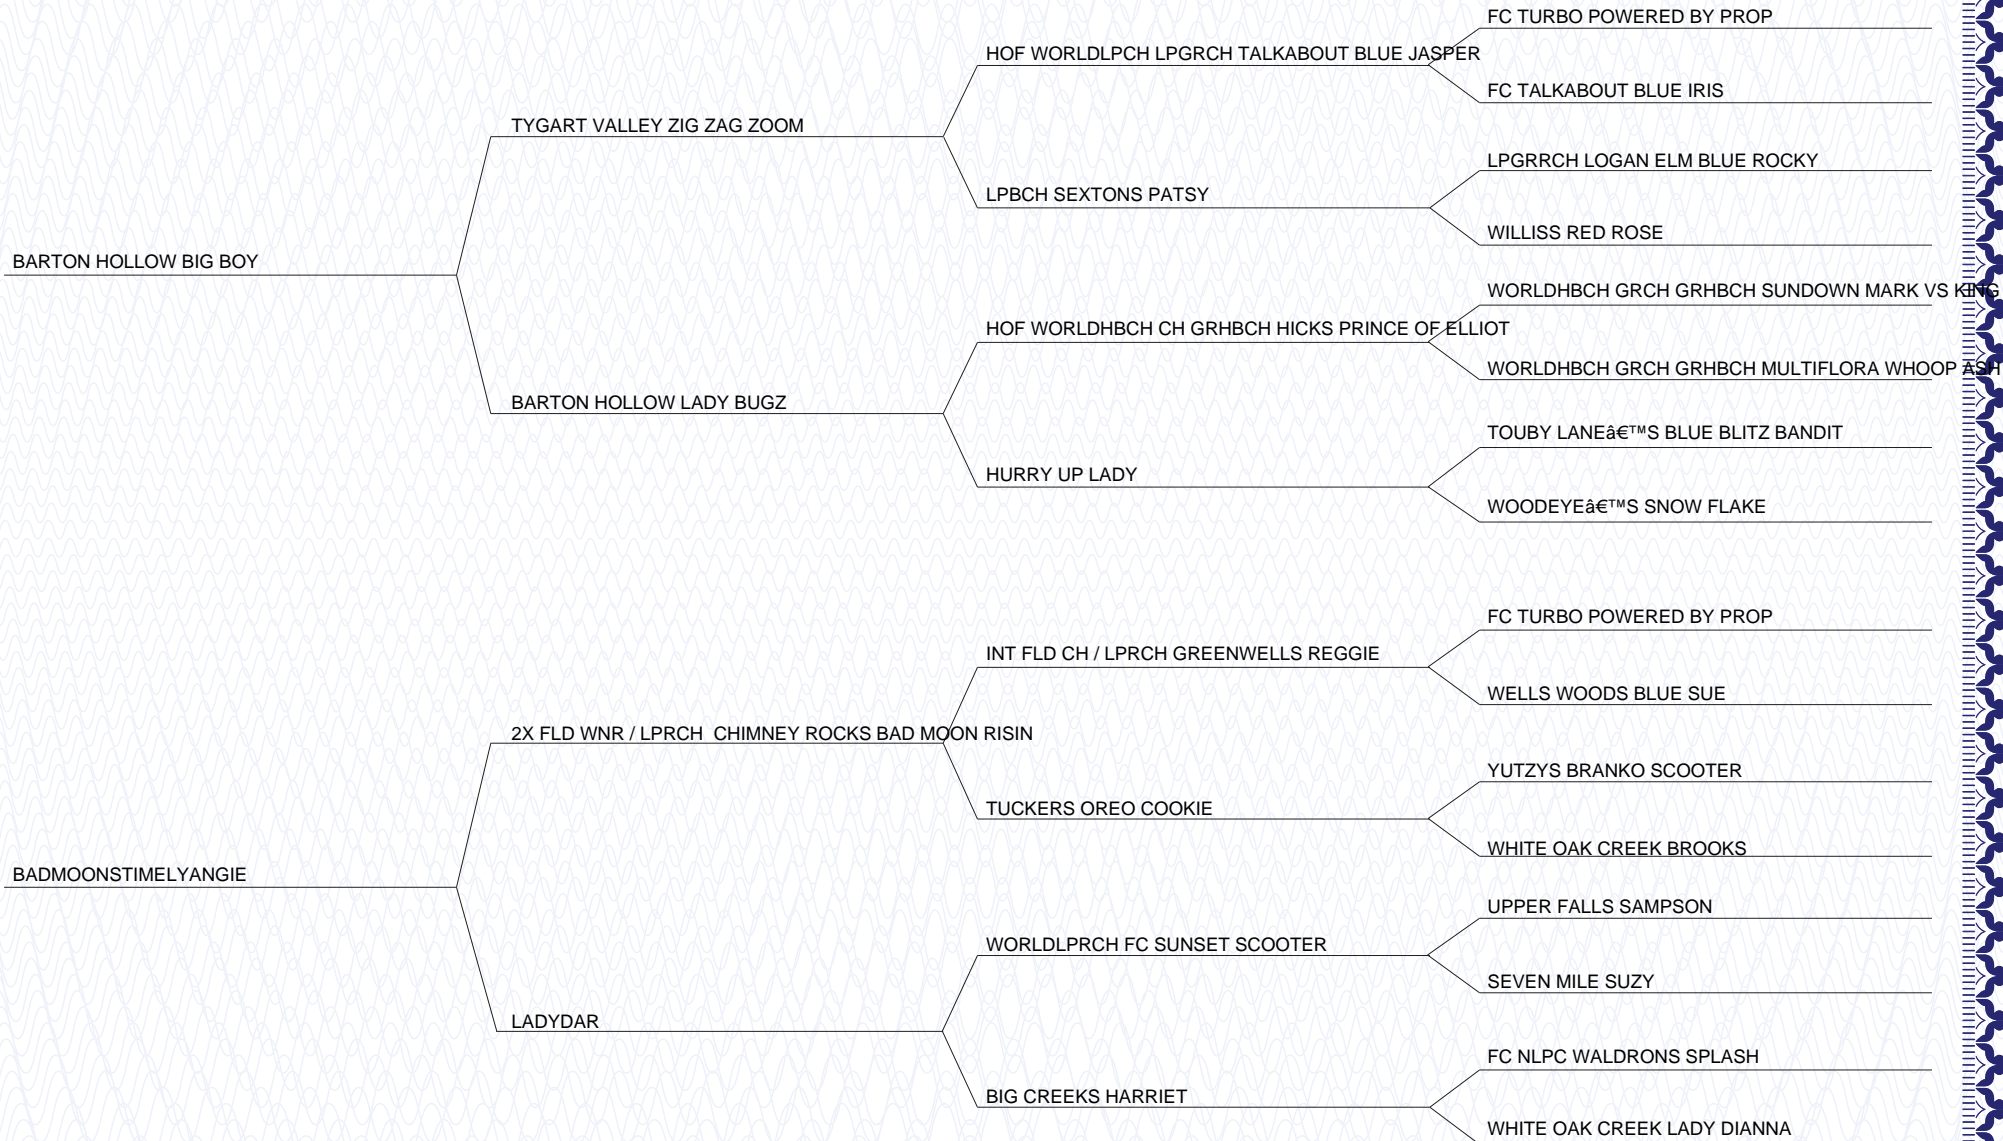 FC TURBO POWERED BY PROP
HOF WORLDLPCH LPGRCH TALKABOUT BLUE JASPER
FC TALKABOUT BLUE IRIS
TYGART VALLEY ZIG ZAG ZOOM
LPGRRCH LOGAN ELM BLUE ROCKY
LPBCH SEXTONS PATSY
WILLISS RED ROSE
BARTON HOLLOW BIG BOY
WORLDHBCH GRCH GRHBCH SUNDOWN MARK VS KING
HOF WORLDHBCH CH GRHBCH HICKS PRINCE OF ELLIOT
WORLDHBCH GRCH GRHBCH MULTIFLORA WHOOP ASH
BARTON HOLLOW LADY BUGZ
TOUBY LANE’S BLUE BLITZ BANDIT
HURRY UP LADY
WOODEYE’S SNOW FLAKE
FC TURBO POWERED BY PROP
INT FLD CH / LPRCH GREENWELLS REGGIE
WELLS WOODS BLUE SUE
2X FLD WNR / LPRCH  CHIMNEY ROCKS BAD MOON RISIN
YUTZYS BRANKO SCOOTER
TUCKERS OREO COOKIE
WHITE OAK CREEK BROOKS
BADMOONSTIMELYANGIE
UPPER FALLS SAMPSON
WORLDLPRCH FC SUNSET SCOOTER
SEVEN MILE SUZY
LADYDAR
FC NLPC WALDRONS SPLASH
BIG CREEKS HARRIET
WHITE OAK CREEK LADY DIANNA